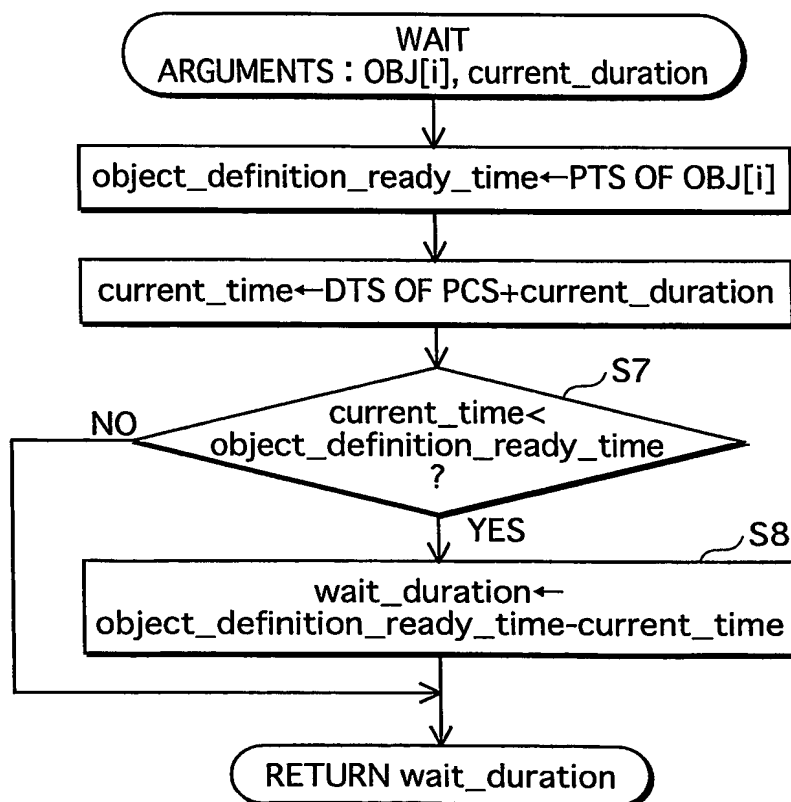 WAIT
ARGUMENTS : OBJ[i], current_duration
object_definition_ready_time←PTS OF OBJ[i]
current_time←DTS OF PCS+current_duration
S7
NO
current_time<
object_definition_ready_time
?
YES
S8
wait_duration←
object_definition_ready_time-current_time
RETURN wait_duration